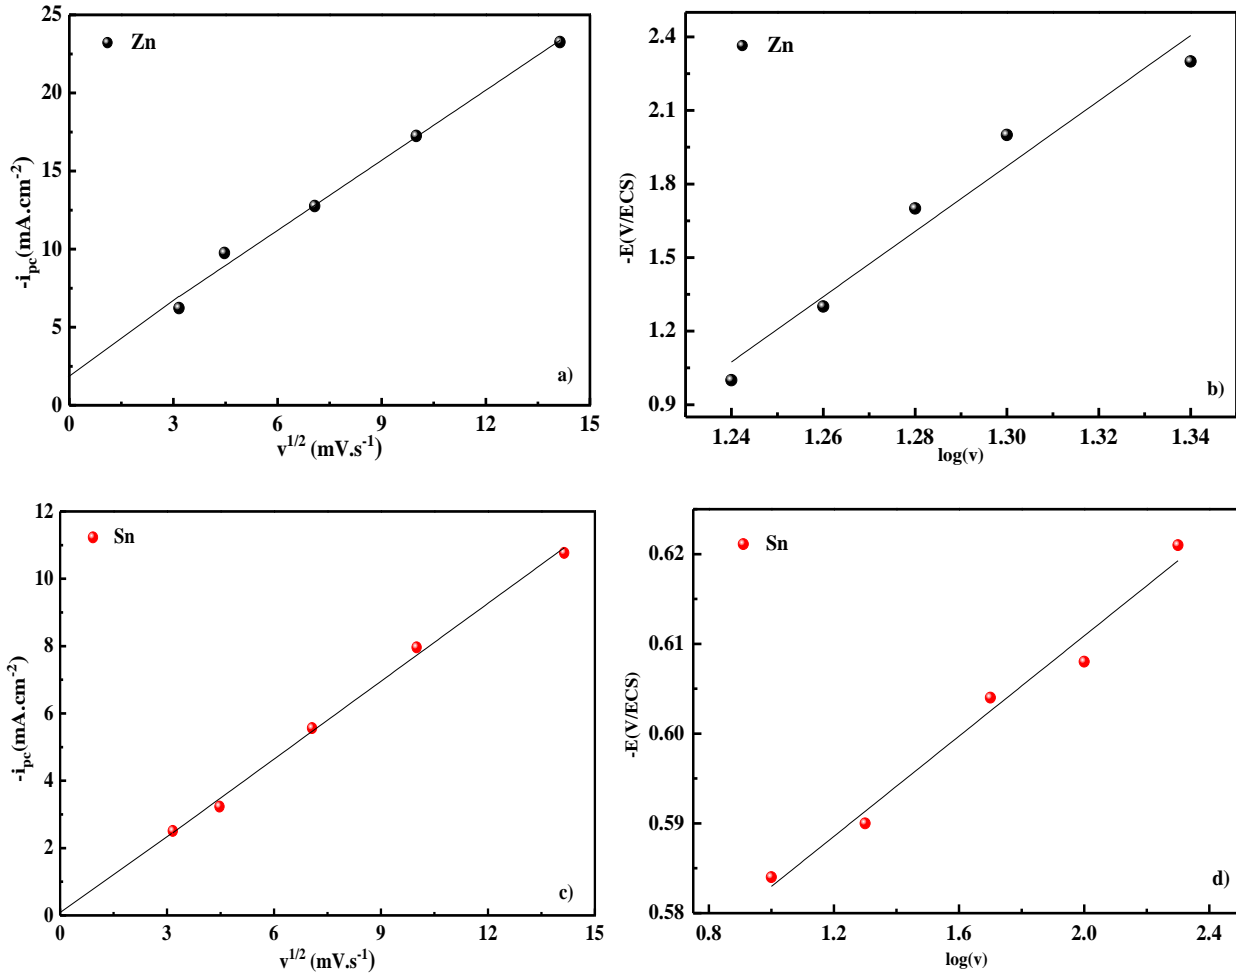 25
20
15
10
5
0
-i_pc(mA.cm^-2)
Zn
a)
0 3 6 9 12 15
v^1/2 (mV.s^-1)
2.4
2.1
1.8
1.5
1.2
0.9
-E(V/ECS)
Zn
b)
1.24 1.26 1.28 1.30 1.32 1.34
log(v)
12
10
8
6
4
2
0
-i_pc(mA.cm^-2)
Sn
c)
0 3 6 9 12 15
v^1/2 (mV.s^-1)
0.62
0.61
0.60
0.59
0.58
-E(V/ECS)
Sn
d)
0.8 1.2 1.6 2.0 2.4
log(v)